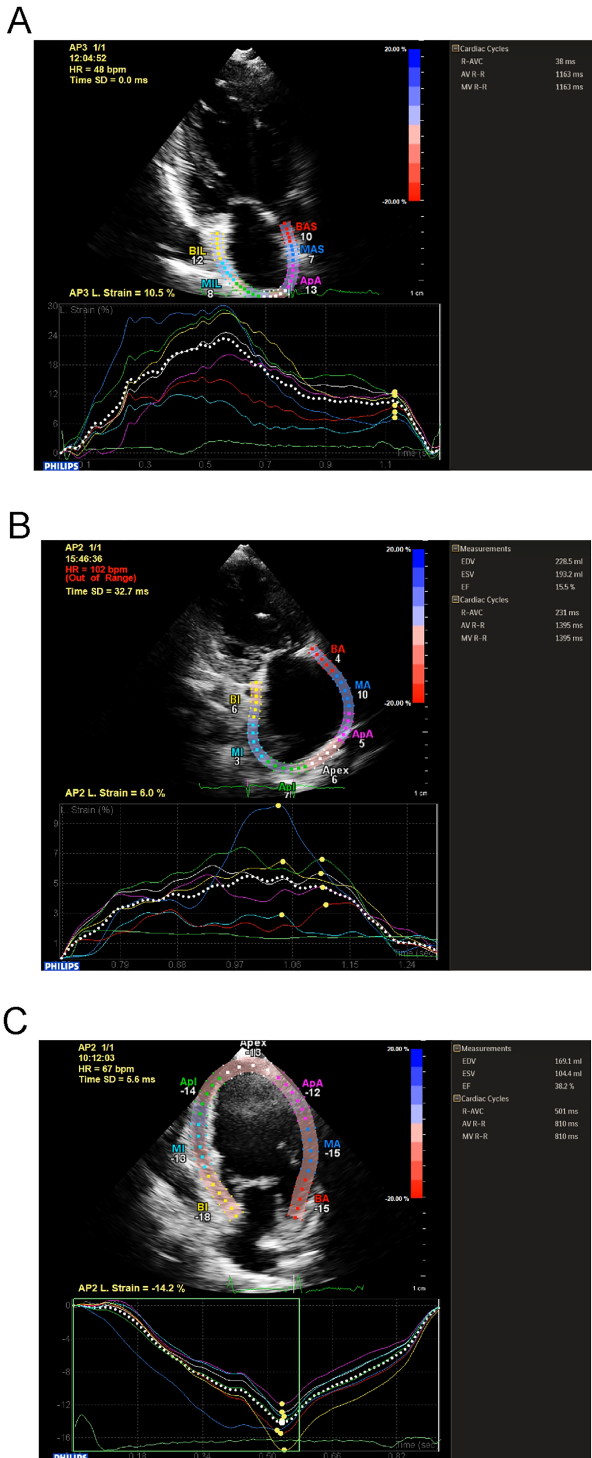 A
AP3 1/1
12:04:52
HR = 48 bpm
Time SD = 0.0 ms
20.00 %
-20.00 %
Cardiac Cycles
R-AVC 38 ms
AV R-R 1163 ms
MV R-R 1163 ms
BAS
10
MAS
7
BIL
12
ApA
13
MIL
8
AP3 L. Strain = 10.5 %
1 cm
L. Strain (%)
30
24
18
12
6
0
0.1 0.3 0.5 0.7 0.9 1.1
PHILIPS
B
AP2 1/1
15:46:36
HR = 102 bpm
(Out of Range)
Time SD = 32.7 ms
20.00 %
-20.00 %
Measurements
EDV 228.5 ml
ESV 193.2 ml
EF 15.5 %
Cardiac Cycles
R-AVC 231 ms
AV R-R 1395 ms
MV R-R 1395 ms
BA
4
MA
10
BI
6
ApA
5
MI
3
Apex
6
ApI
7
AP2 L. Strain = 6.0 %
1 cm
L. Strain (%)
9
7
5
3
Time (sec)
0.79 0.88 0.97 1.06 1.15 1.24
PHILIPS
C
AP2 1/1
10:12:03
HR = 67 bpm
Time SD = 5.6 ms
20.00 %
-20.00 %
Measurements
EDV 169.1 ml
ESV 104.4 ml
EF 38.2 %
Cardiac Cycles
R-AVC 501 ms
AV R-R 810 ms
MV R-R 810 ms
Apex
-13
ApI
-14
ApA
-12
MI
-13
MA
-15
BI
-18
BA
-15
AP2 L. Strain = -14.2 %
1 cm
0
-4
-8
-12
-16
Time (sec)
0.18 0.34 0.50 0.66 0.82
PHILIPS